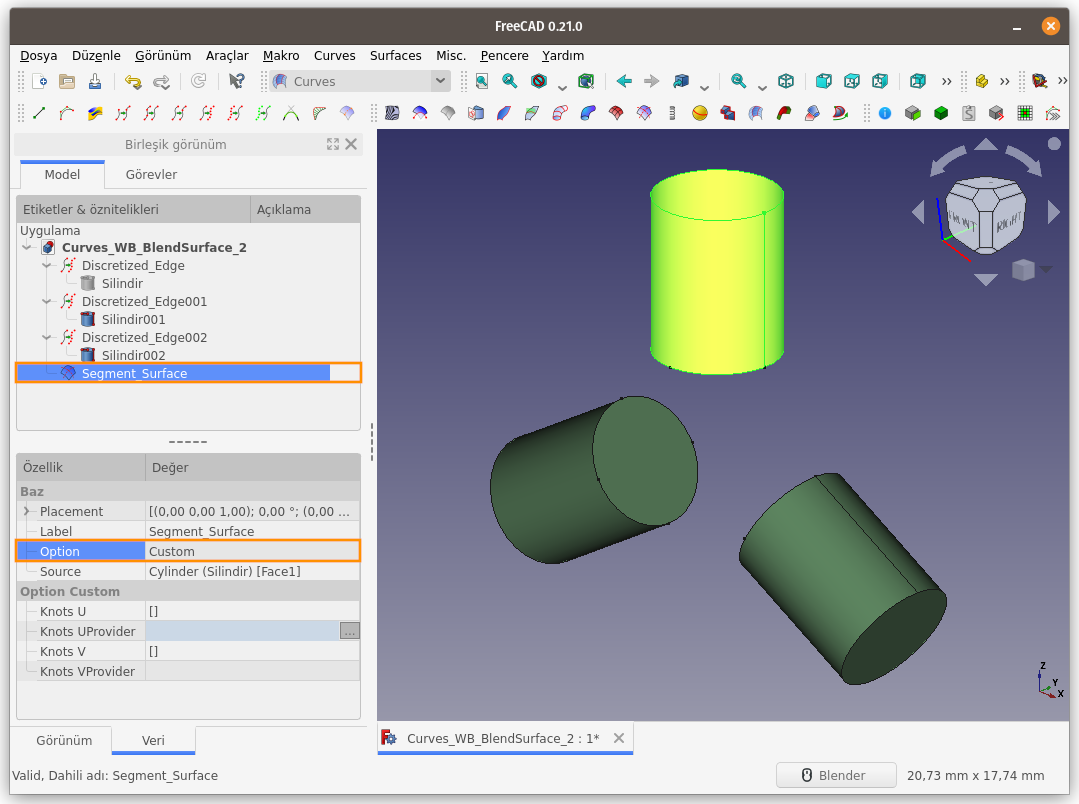 FreeCAD 0.21.0
Dosya Düzenle Görünüm Araçlar Makro Curves Surfaces Misc. Pencere Yardım
Curves
Birleşik görünüm
Model Görevler
Etiketler & öznitelikleri Açıklama
Uygulama
Curves_WB_BlendSurface_2
Discretized_Edge
Silindir
Discretized_Edge001
Silindir001
Discretized_Edge002
Silindir002
Segment_Surface
FRONT RIGHT
Özellik Değer
Baz
Placement [(0,00 0,00 1,00); 0,00 °; (0,00 ...
Label Segment_Surface
Option Custom
Source Cylinder (Silindir) [Face1]
Option Custom
Knots U []
Knots UProvider ...
Knots V []
Knots VProvider
Z
Y
X
Görünüm Veri
Curves_WB_BlendSurface_2 : 1*
Valid, Dahili adı: Segment_Surface
Blender 20,73 mm x 17,74 mm